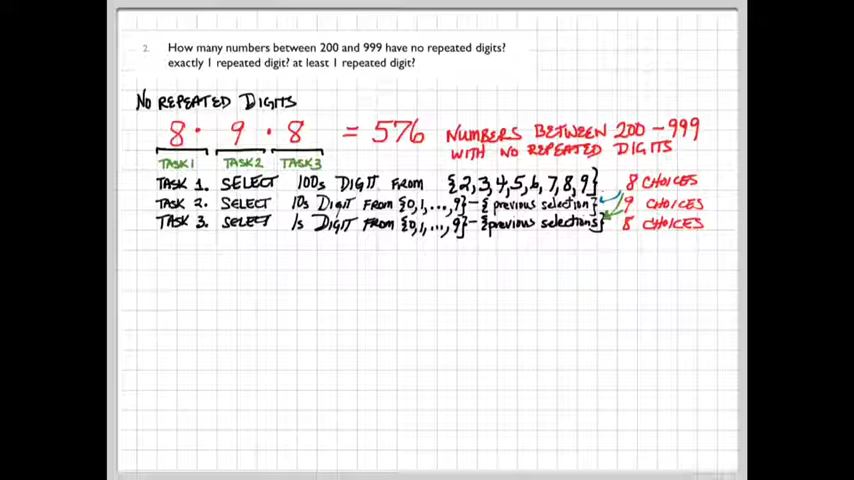 2. How many numbers between 200 and 999 have no repeated digits?
exactly 1 repeated digit? at least 1 repeated digit?
NO REPEATED DIGITS
8 · 9 · 8 = 576 NUMBERS BETWEEN 200 - 999
WITH NO REPEATED DIGITS
TASK 1 TASK 2 TASK 3
TASK 1. SELECT 100s DIGIT FROM {2,3,4,5,6,7,8,9} 8 CHOICES
TASK 2. SELECT 10s DIGIT FROM {0,1,...,9} - {previous selection} 9 CHOICES
TASK 3. SELECT 1s DIGIT FROM {0,1,...,9} - {previous selections} 8 CHOICES